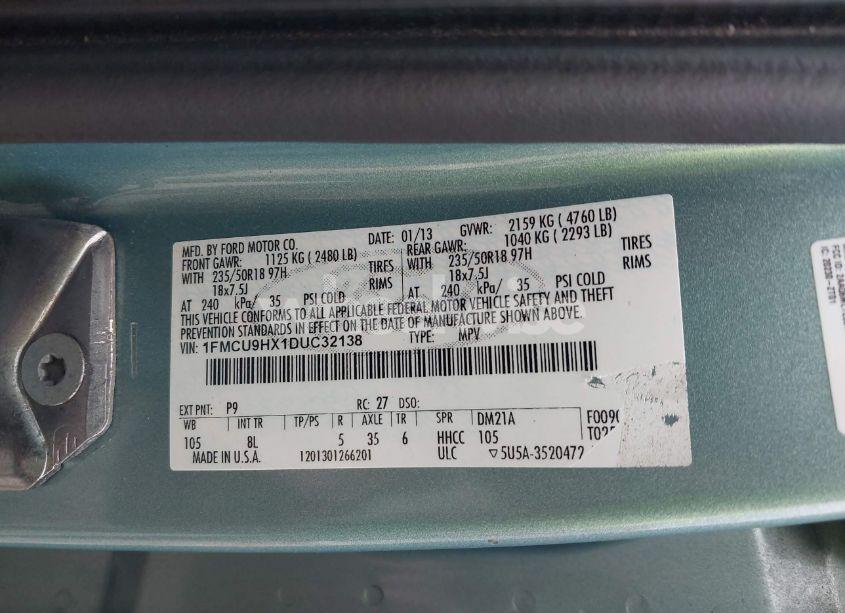 MFD. BY FORD MOTOR CO.
DATE: 01/13 GVWR: 2159 KG ( 4760 LB)
FRONT GAWR: 1125 KG ( 2480 LB) REAR GAWR: 1040 KG ( 2293 LB)
WITH 235/50R18 97H TIRES WITH 235/50R18 97H TIRES
18x7.5J RIMS 18x7.5J RIMS
AT 240 kPa/ 35 PSI COLD AT 240 kPa/ 35 PSI COLD
THIS VEHICLE CONFORMS TO ALL APPLICABLE FEDERAL MOTOR VEHICLE SAFETY AND THEFT
PREVENTION STANDARDS IN EFFECT ON THE DATE OF MANUFACTURE SHOWN ABOVE.
VIN: 1FMCU9HX1DUC32138 TYPE: MPV
EXT PNT: P9 RC: 27 DSO:
WB INT TR TP/PS R AXLE TR SPR DM21A F009
105 8L 5 35 6 HHCC 105
MADE IN U.S.A. 1201301266201 ULC ▽5U5A-3520472